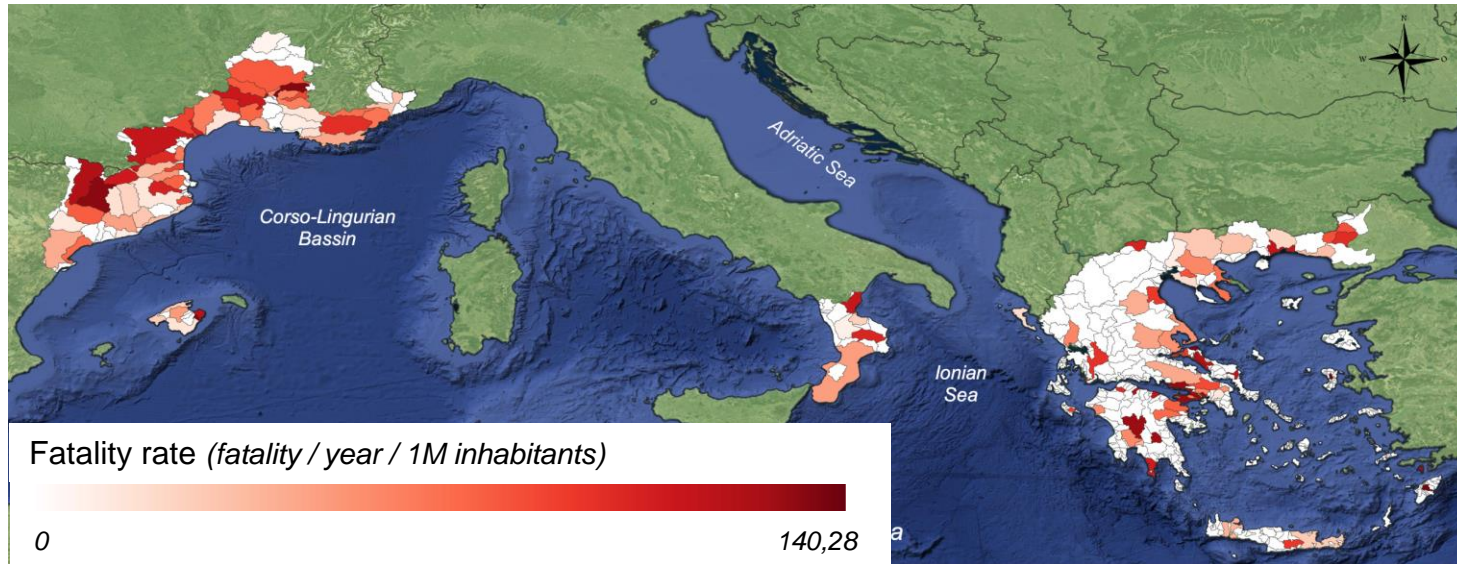 N
W
O
S
Adriatic Sea
Corso-Lingurian
Bassin
Ionian
Sea
Fatality rate (fatality / year / 1M inhabitants)
0
140,28
a